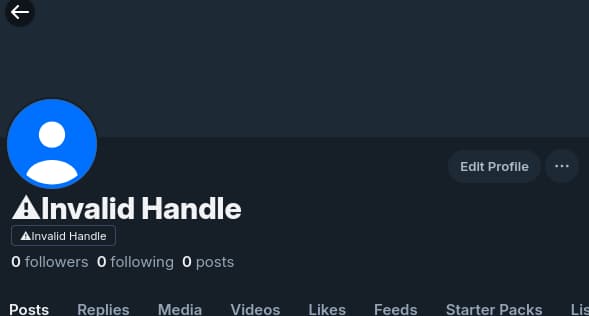 Edit Profile
⚠Invalid Handle
⚠Invalid Handle
0 followers 0 following 0 posts
Posts Replies Media Videos Likes Feeds Starter Packs Lis